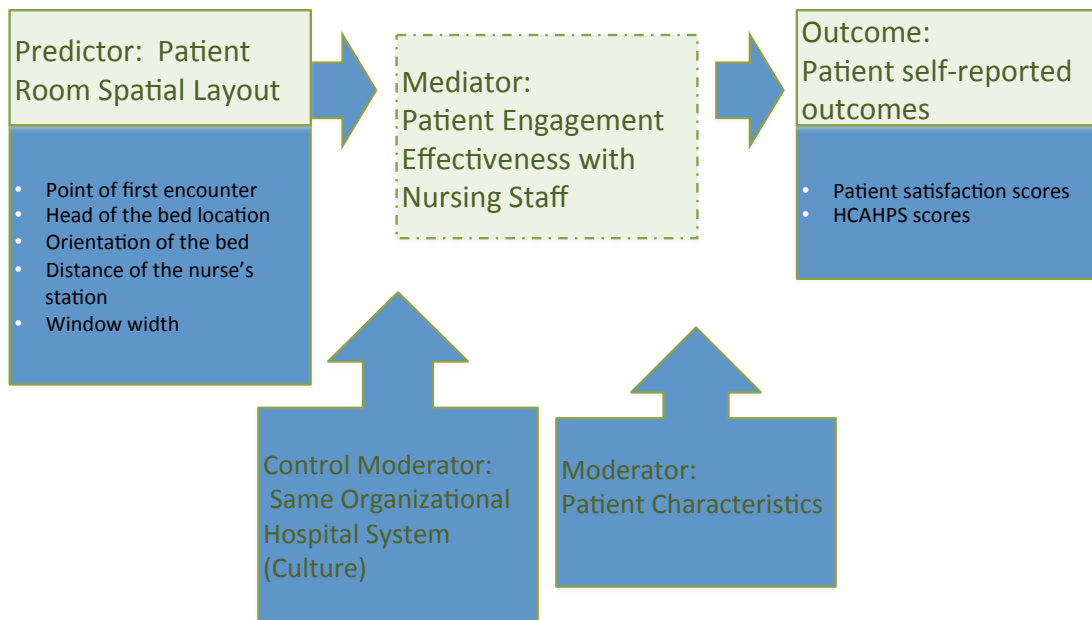 Predictor: Patient
Room Spatial Layout
• Point of first encounter
• Head of the bed location
• Orientation of the bed
• Distance of the nurse's
station
• Window width
Mediator:
Patient Engagement
Effectiveness with
Nursing Staff
Outcome:
Patient self-reported
outcomes
• Patient satisfaction scores
• HCAHPS scores
Control Moderator:
Same Organizational
Hospital System
(Culture)
Moderator:
Patient Characteristics